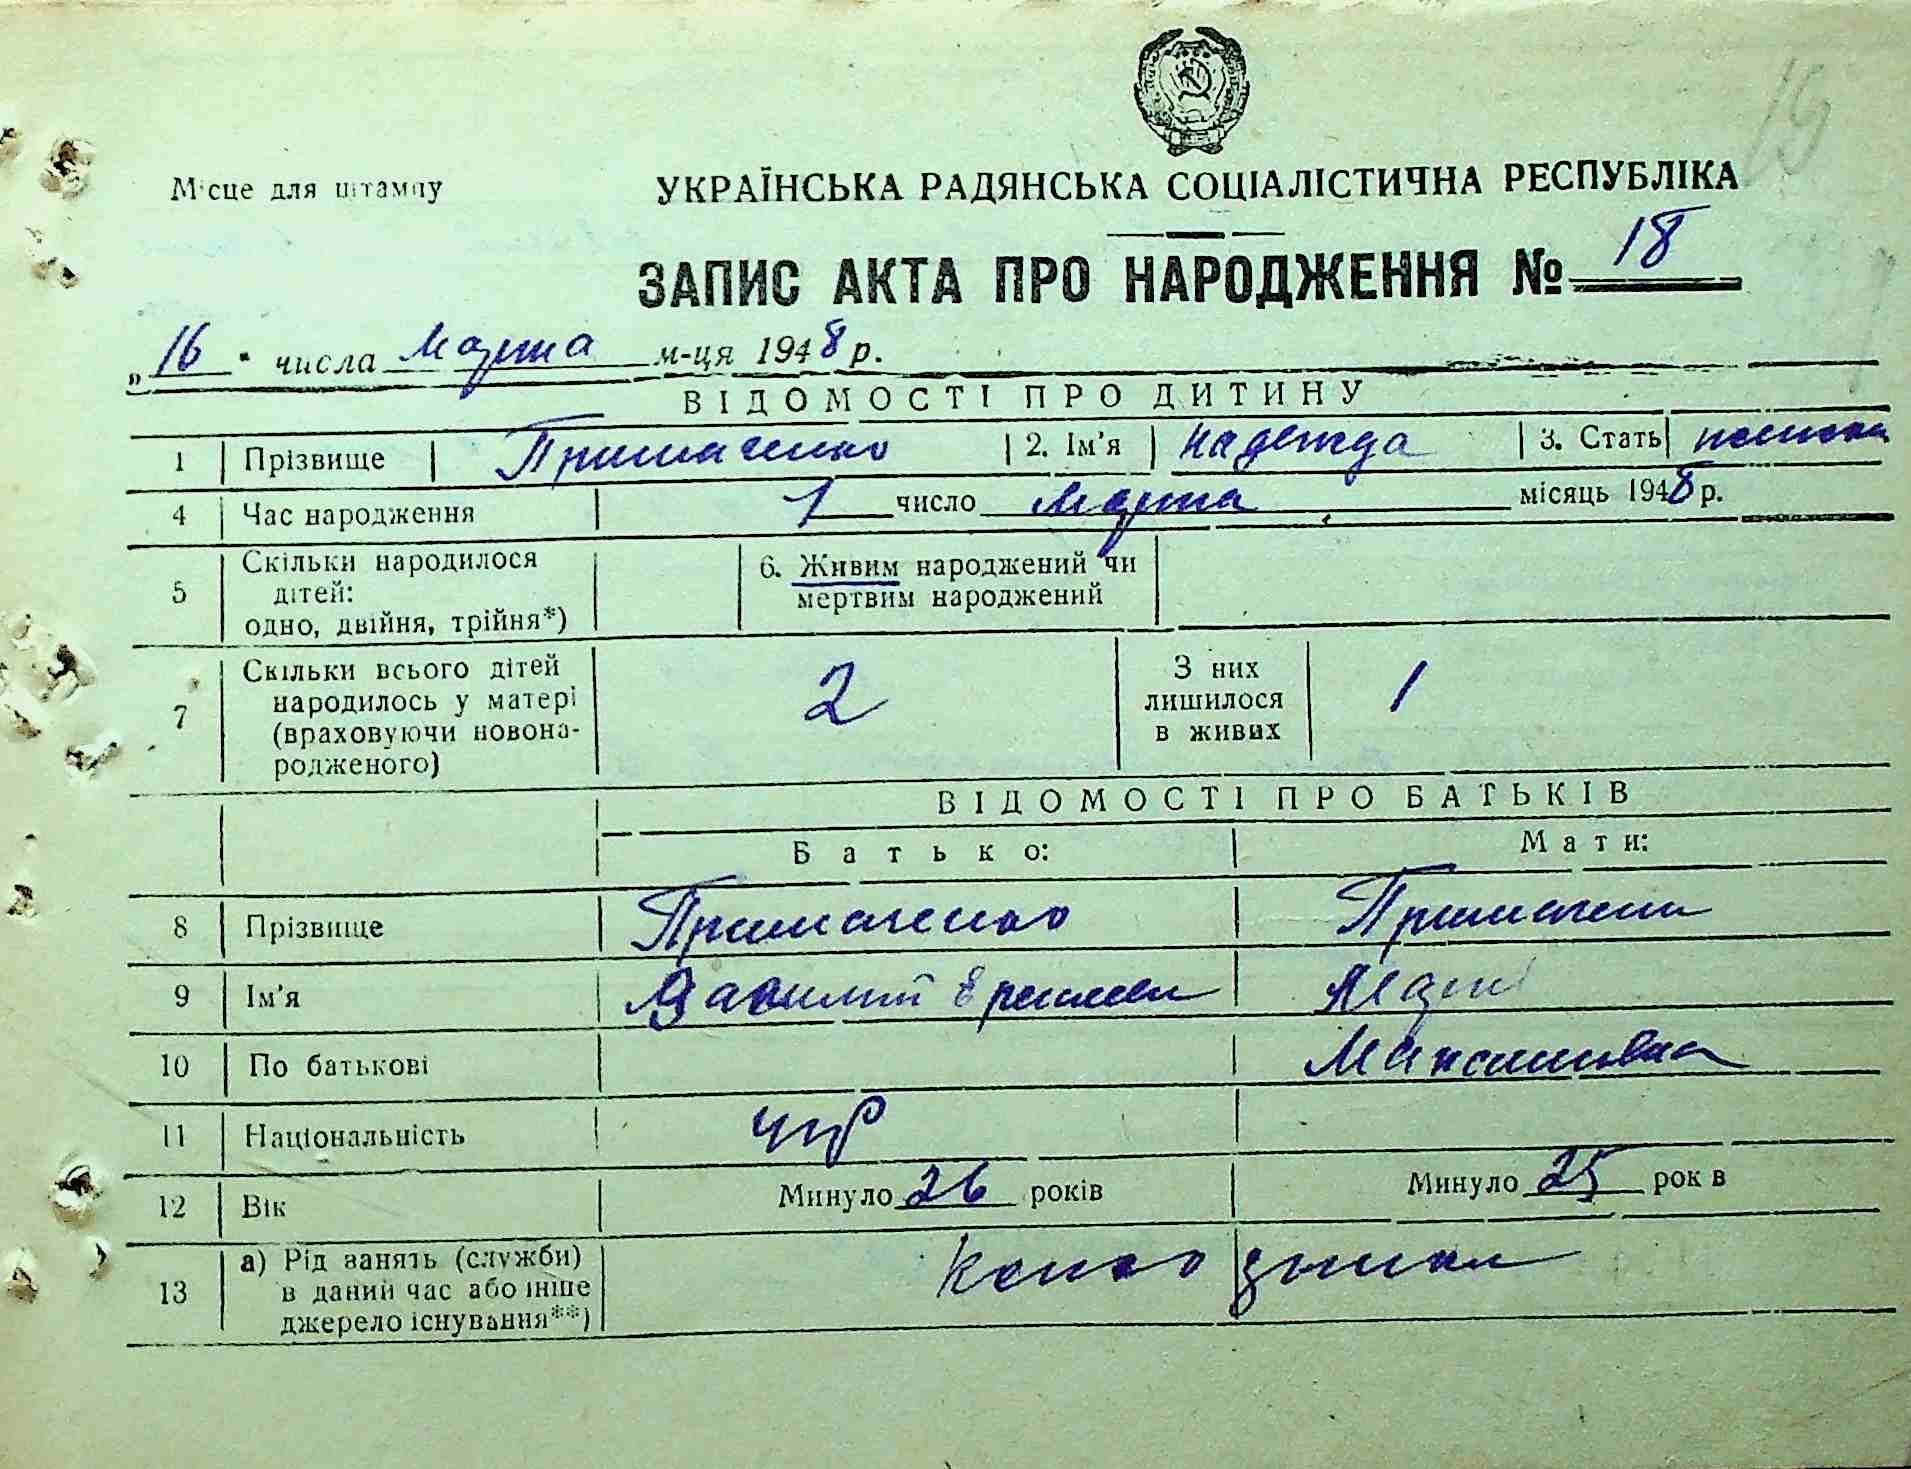 19
Місце для штампу
УКРАЇНСЬКА РАДЯНСЬКА СОЦІАЛІСТИЧНА РЕСПУБЛІКА
ЗАПИС АКТА ПРО НАРОДЖЕННЯ № 18
„ 16 " числа Марта м-ця 1948 р.
ВІДОМОСТІ ПРО ДИТИНУ
1 Прізвище Примаченко 2. Ім'я Надежда 3. Стать
4 Час народження 1 число Марта місяць 1948 р.
5 Скільки народилося дітей: одно, двійня, трійня*) 6. Живим народжений чи мертвим народжений
7 Скільки всього дітей народилось у матері (враховуючи новонародженого) 2 З них лишилося в живих 1
ВІДОМОСТІ ПРО БАТЬКІВ
Батько: Мати:
8 Прізвище Примаченко Примаченко
9 Ім'я
10 По батькові Максимовна
11 Національність укр
12 Вік Минуло 26 років Минуло 25 рок в
13 а) Рід занять (служби) в даний час або інше джерело існування**)